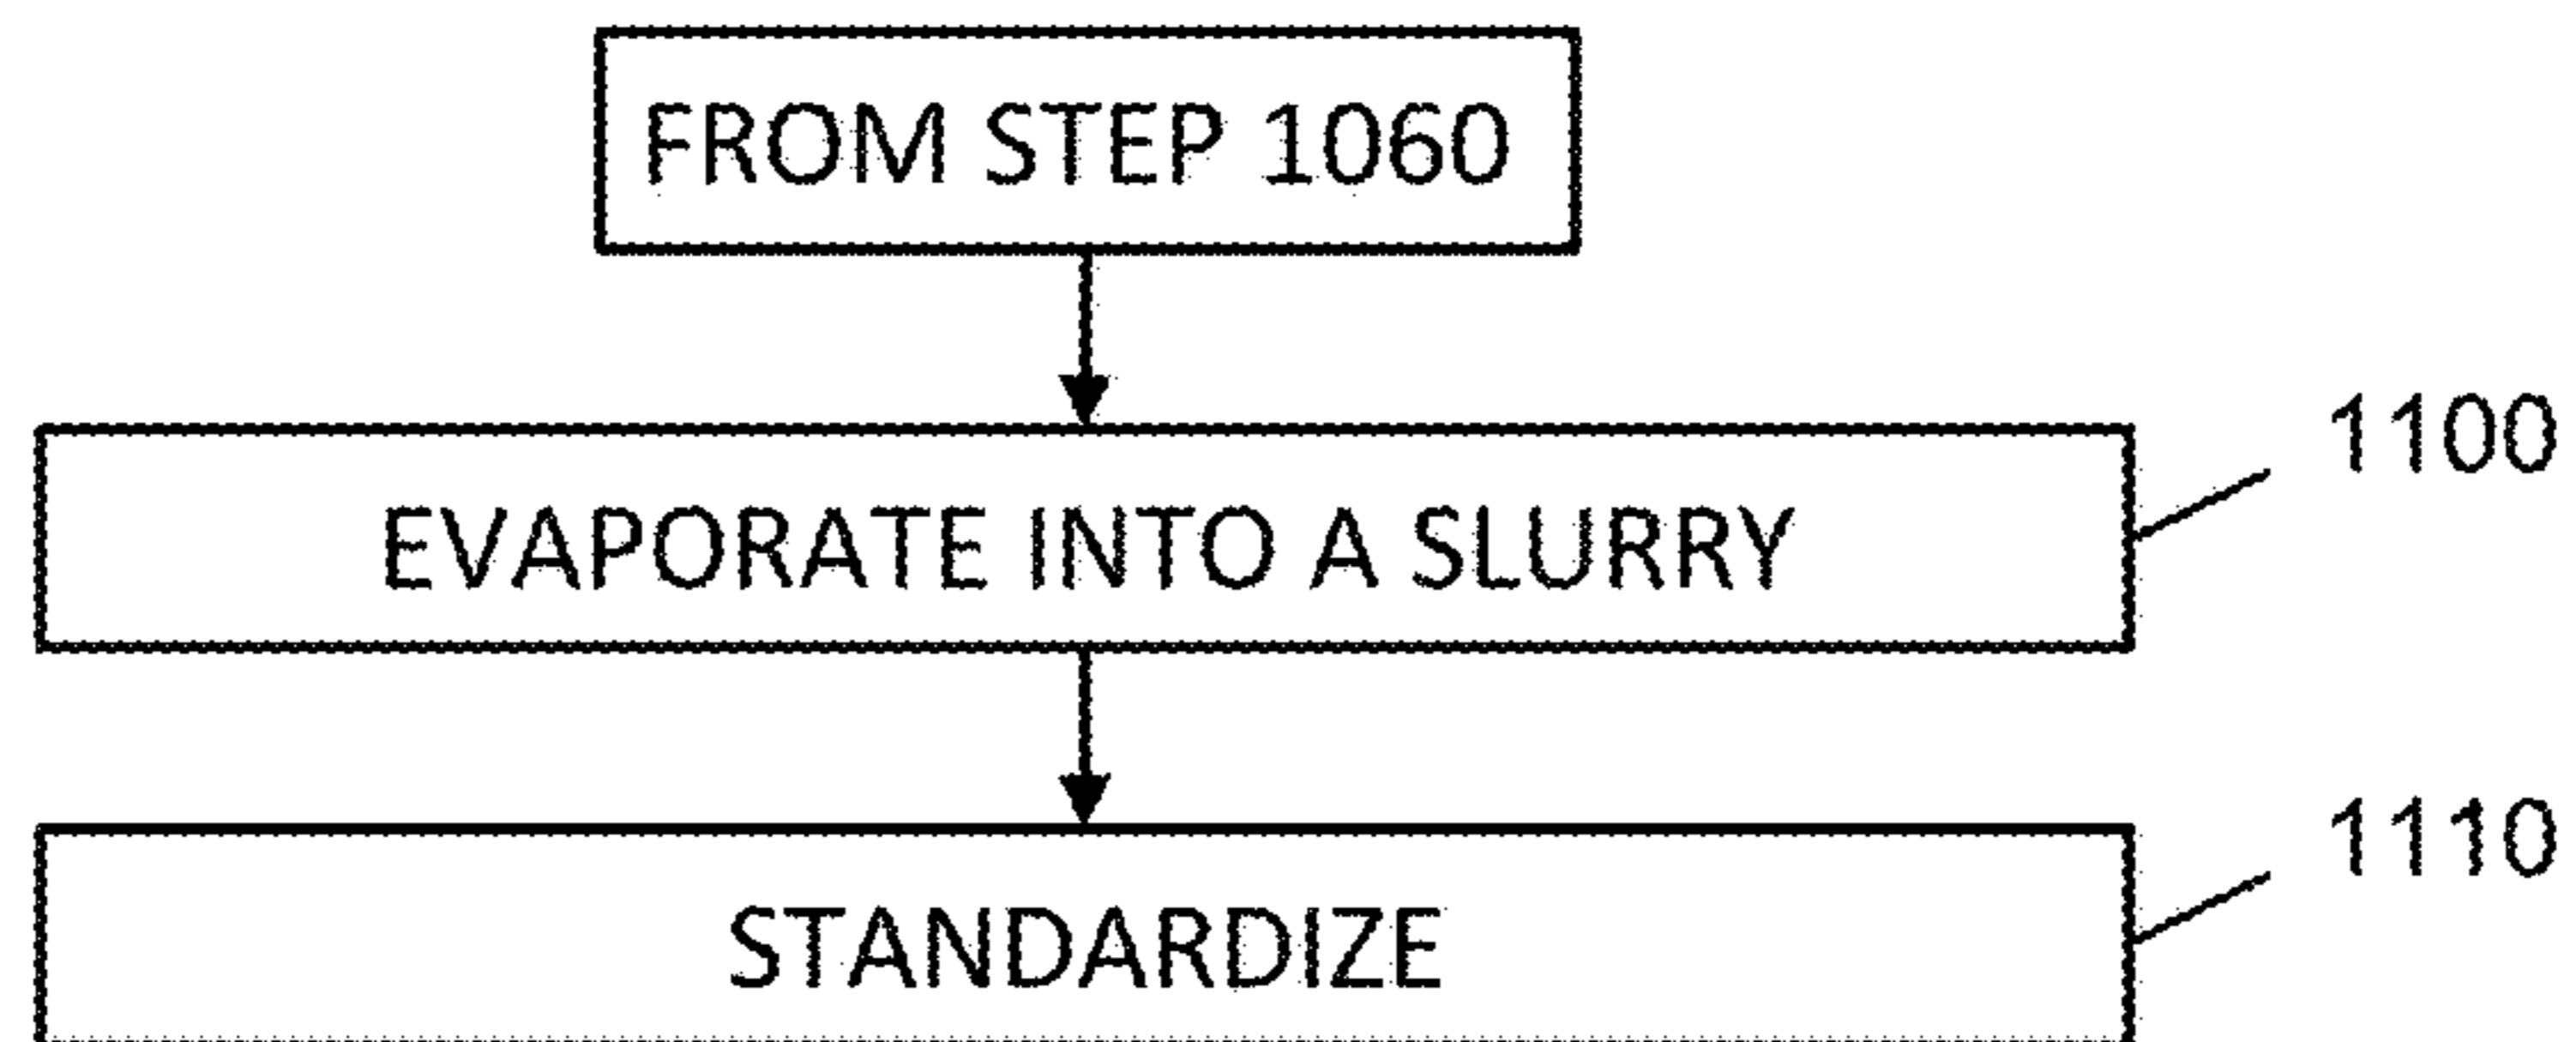 FROM STEP 1060
1100
EVAPORATE INTO A SLURRY
1110
STANDARDIZE